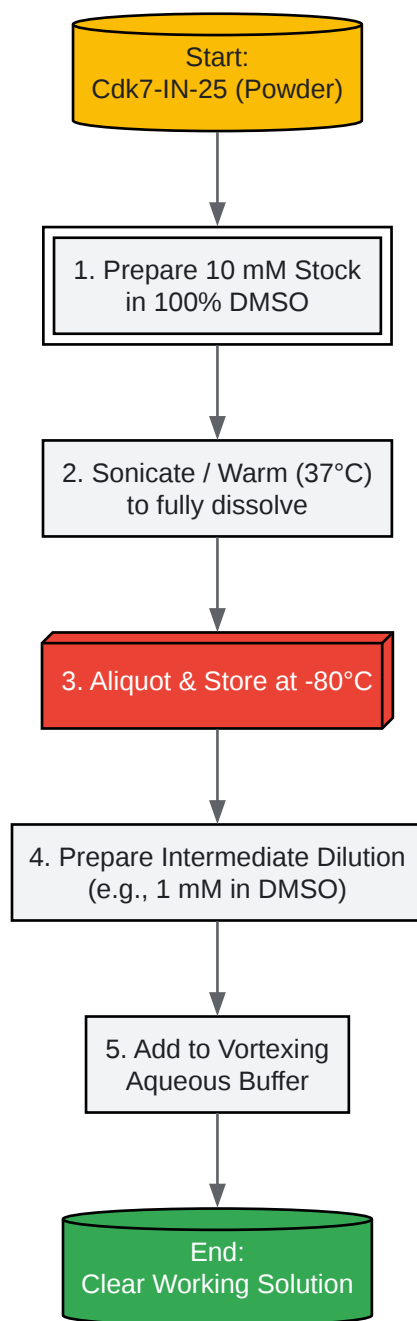 Start:
Cdk7-IN-25 (Powder)
1. Prepare 10 mM Stock
in 100% DMSO
2. Sonicate / Warm (37°C)
to fully dissolve
3. Aliquot & Store at -80°C
4. Prepare Intermediate Dilution
(e.g., 1 mM in DMSO)
5. Add to Vortexing
Aqueous Buffer
End:
Clear Working Solution